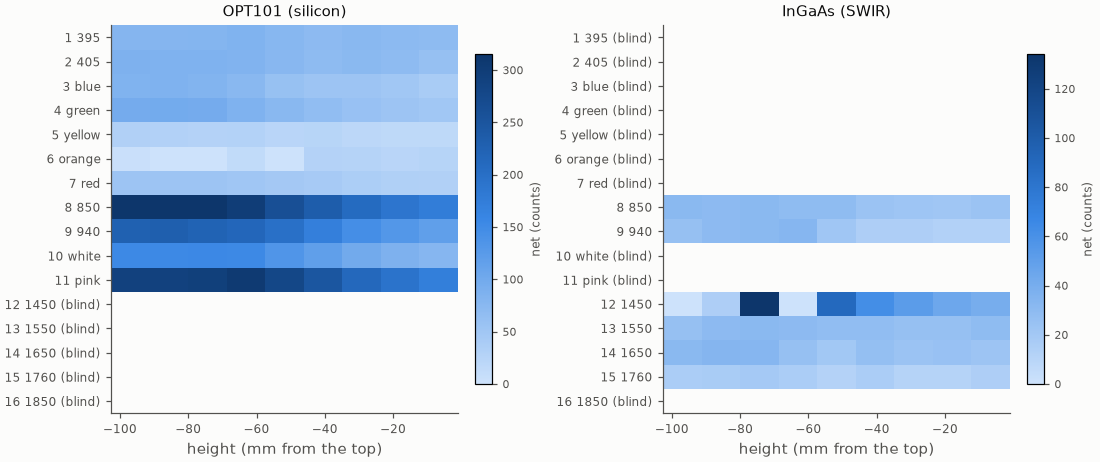 OPT101 (silicon)
1 395
2 405
3 blue
4 green
5 yellow
6 orange
7 red
8 850
9 940
10 white
11 pink
12 1450 (blind)
13 1550 (blind)
14 1650 (blind)
15 1760 (blind)
16 1850 (blind)
−100
−80
−60
−40
−20
height (mm from the top)
300
250
200
150
100
50
0
net (counts)
InGaAs (SWIR)
1 395 (blind)
2 405 (blind)
3 blue (blind)
4 green (blind)
5 yellow (blind)
6 orange (blind)
7 red (blind)
8 850
9 940
10 white (blind)
11 pink (blind)
12 1450
13 1550
14 1650
15 1760
16 1850 (blind)
−100
−80
−60
−40
−20
height (mm from the top)
120
100
80
60
40
20
0
net (counts)